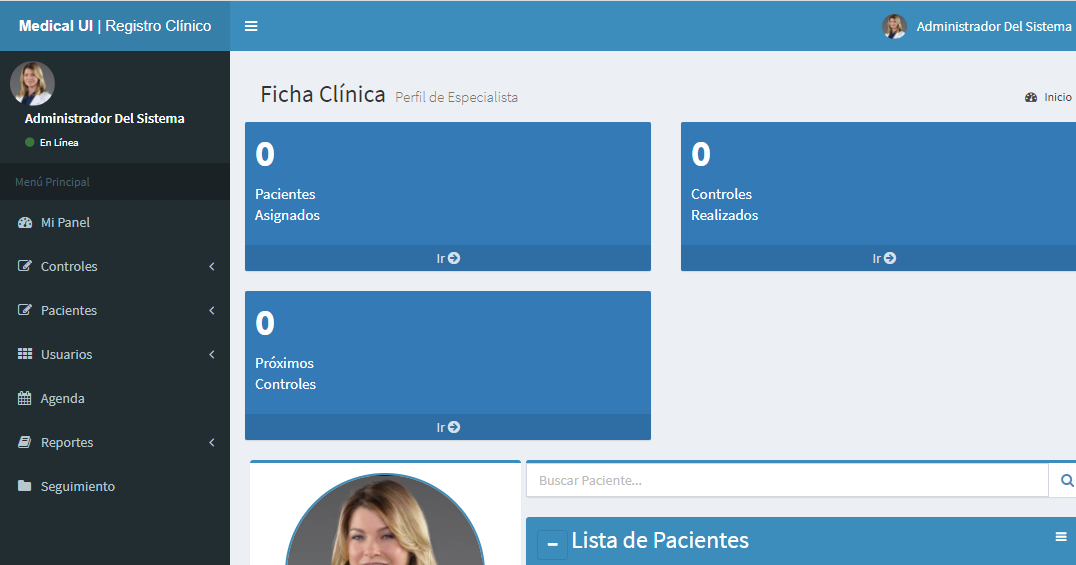 Medical UI | Registro Clínico
Administrador Del Sistema
Administrador Del Sistema
En Línea
Menú Principal
Mi Panel
Controles
Pacientes
Usuarios
Agenda
Reportes
Seguimiento
Ficha Clínica Perfil de Especialista
Inicio
0
Pacientes
Asignados
Ir
0
Controles
Realizados
Ir
0
Próximos
Controles
Ir
Buscar Paciente...
Lista de Pacientes